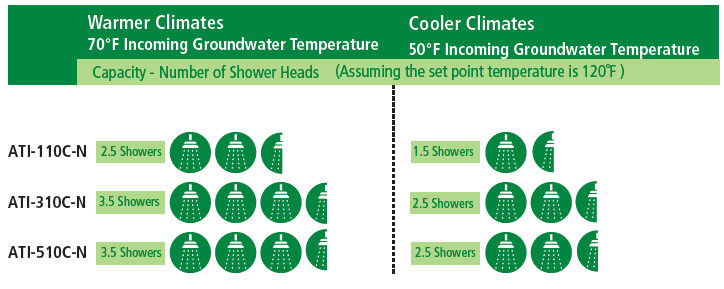 Warmer Climates
70°F Incoming Groundwater Temperature
Cooler Climates
50°F Incoming Groundwater Temperature
Capacity - Number of Shower Heads (Assuming the set point temperature is 120°F )
ATI-110C-N 2.5 Showers 1.5 Showers
ATI-310C-N 3.5 Showers 2.5 Showers
ATI-510C-N 3.5 Showers 2.5 Showers